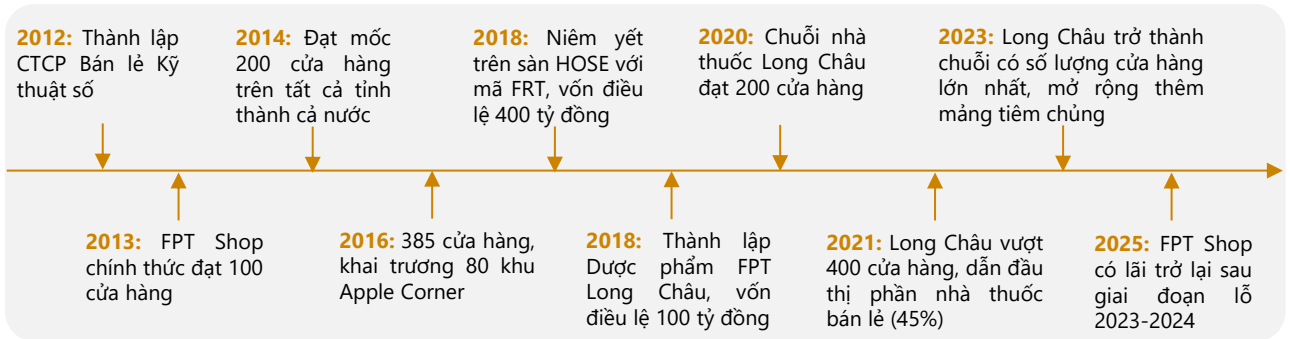 2012: Thành lập
CTCP Bán lẻ Kỹ
thuật số
2014: Đạt mốc
200 cửa hàng
trên tất cả tỉnh
thành cả nước
2018: Niêm yết
trên sàn HOSE với
mã FRT, vốn điều
lệ 400 tỷ đồng
2020: Chuỗi nhà
thuốc Long Châu
đạt 200 cửa hàng
2023: Long Châu trở thành
chuỗi có số lượng cửa hàng
lớn nhất, mở rộng thêm
mảng tiêm chủng
2013: FPT Shop
chính thức đạt 100
cửa hàng
2016: 385 cửa hàng,
khai trương 80 khu
Apple Corner
2018: Thành lập
Dược phẩm FPT
Long Châu, vốn
điều lệ 100 tỷ đồng
2021: Long Châu vượt
400 cửa hàng, dẫn đầu
thị phần nhà thuốc
bán lẻ (45%)
2025: FPT Shop
có lãi trở lại sau
giai đoạn lỗ
2023-2024